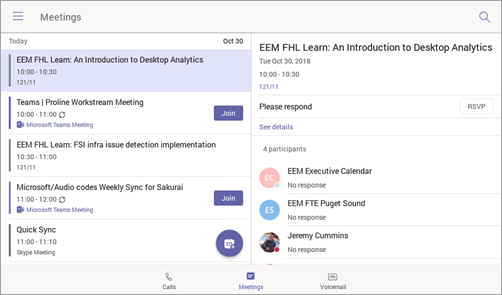 Meetings
Today Oct 30
EEM FHL Learn: An Introduction to Desktop Analytics
10:00 - 10:30
121/11
Teams | Proline Workstream Meeting
10:00 - 11:00
Microsoft Teams Meeting
Join
EEM FHL Learn: FSI infra issue detection implementation
10:30 - 11:00
121/11
Microsoft/Audio codes Weekly Sync for Sakurai
11:00 - 12:00
Microsoft Teams Meeting
Join
Quick Sync
11:00 - 11:10
Skype Meeting
EEM FHL Learn: An Introduction to Desktop Analytics
Tue Oct 30, 2018
10:00 - 10:30
121/11
Please respond
RSVP
See details
4 participants
EC
EEM Executive Calendar
No response
ES
EEM FTE Puget Sound
No response
Jeremy Cummins
No response
Calls
Meetings
Voicemail